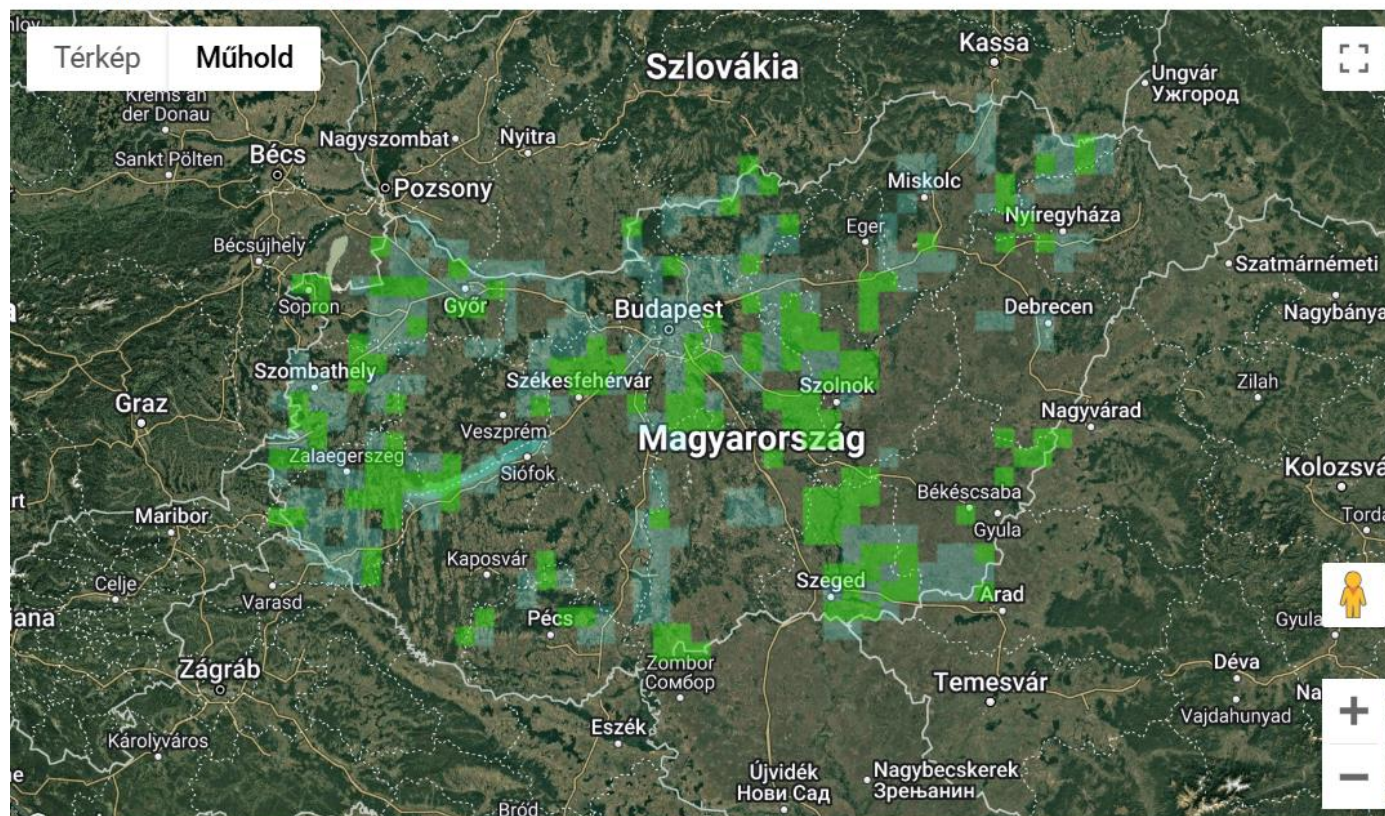 Térkép
Műhold
Szlovákia
Kassa
Ungvár
Ужгород
Krems an
der Donau
Nagyszombat
Nyitra
Sankt Pölten
Bécs
Pozsony
Miskolc
Nyíregyháza
Eger
Bécsújhely
Szatmárnémeti
Sopron
Győr
Budapest
Debrecen
Nagybánya
Szombathely
Székesfehérvár
Szolnok
Zilah
Graz
Nagyvárad
Veszprém
Magyarország
Zalaegerszeg
Siófok
Kolozsvá
Békéscsaba
Maribor
Gyula
Torda
Kaposvár
Celje
Szeged
Varasd
Arad
jana
Pécs
Gyula
Zágráb
Zombor
Сомбор
Déva
Temesvár
Na
Vajdahunyad
Eszék
Károlyváros
Újvidék
Нови Сад
Nagybecskerek
Зрењанин
Bród